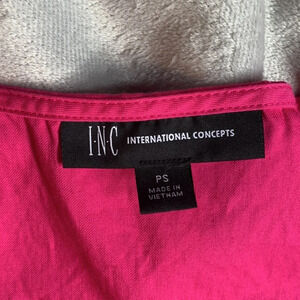 I·N·C INTERNATIONAL CONCEPTS
PS
MADE IN
VIETNAM